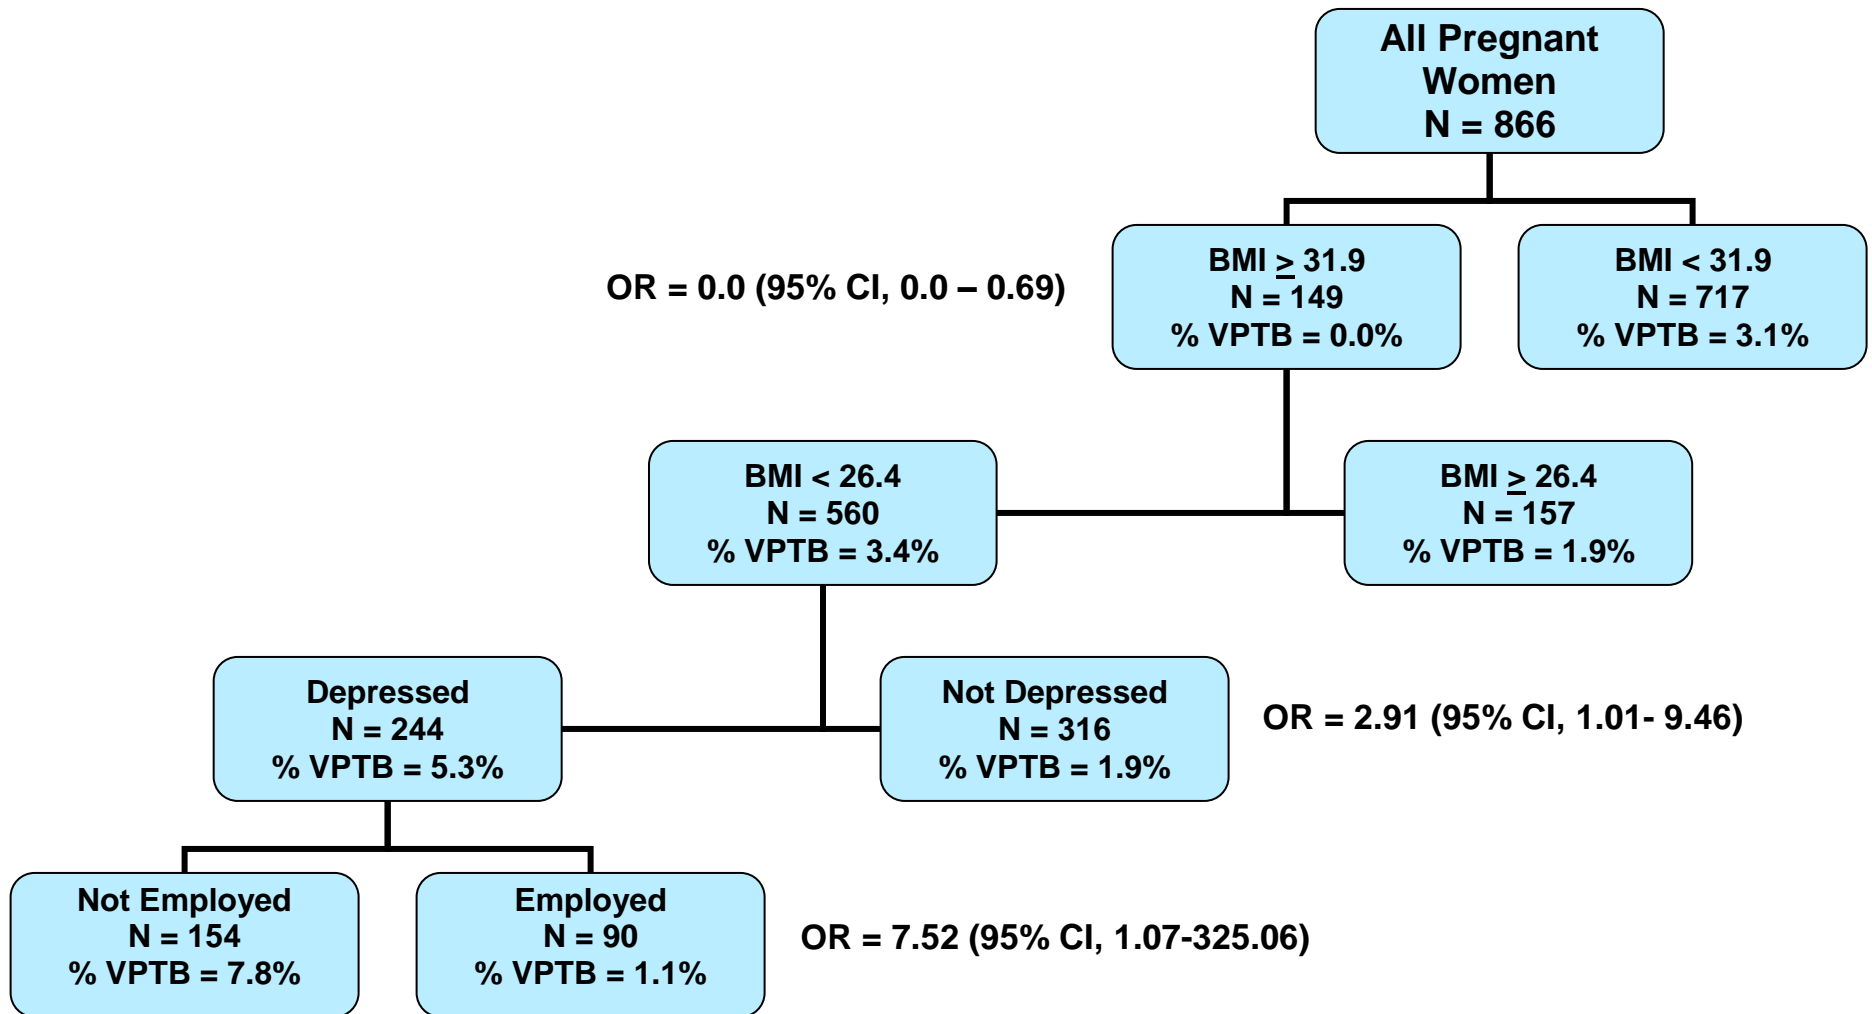 All Pregnant
Women
N = 866
OR = 0.0 (95% CI, 0.0 – 0.69)
BMI ≥ 31.9
N = 149
% VPTB = 0.0%
BMI < 31.9
N = 717
% VPTB = 3.1%
BMI < 26.4
N = 560
% VPTB = 3.4%
BMI ≥ 26.4
N = 157
% VPTB = 1.9%
Depressed
N = 244
% VPTB = 5.3%
Not Depressed
N = 316
% VPTB = 1.9%
OR = 2.91 (95% CI, 1.01- 9.46)
Not Employed
N = 154
% VPTB = 7.8%
Employed
N = 90
% VPTB = 1.1%
OR = 7.52 (95% CI, 1.07-325.06)